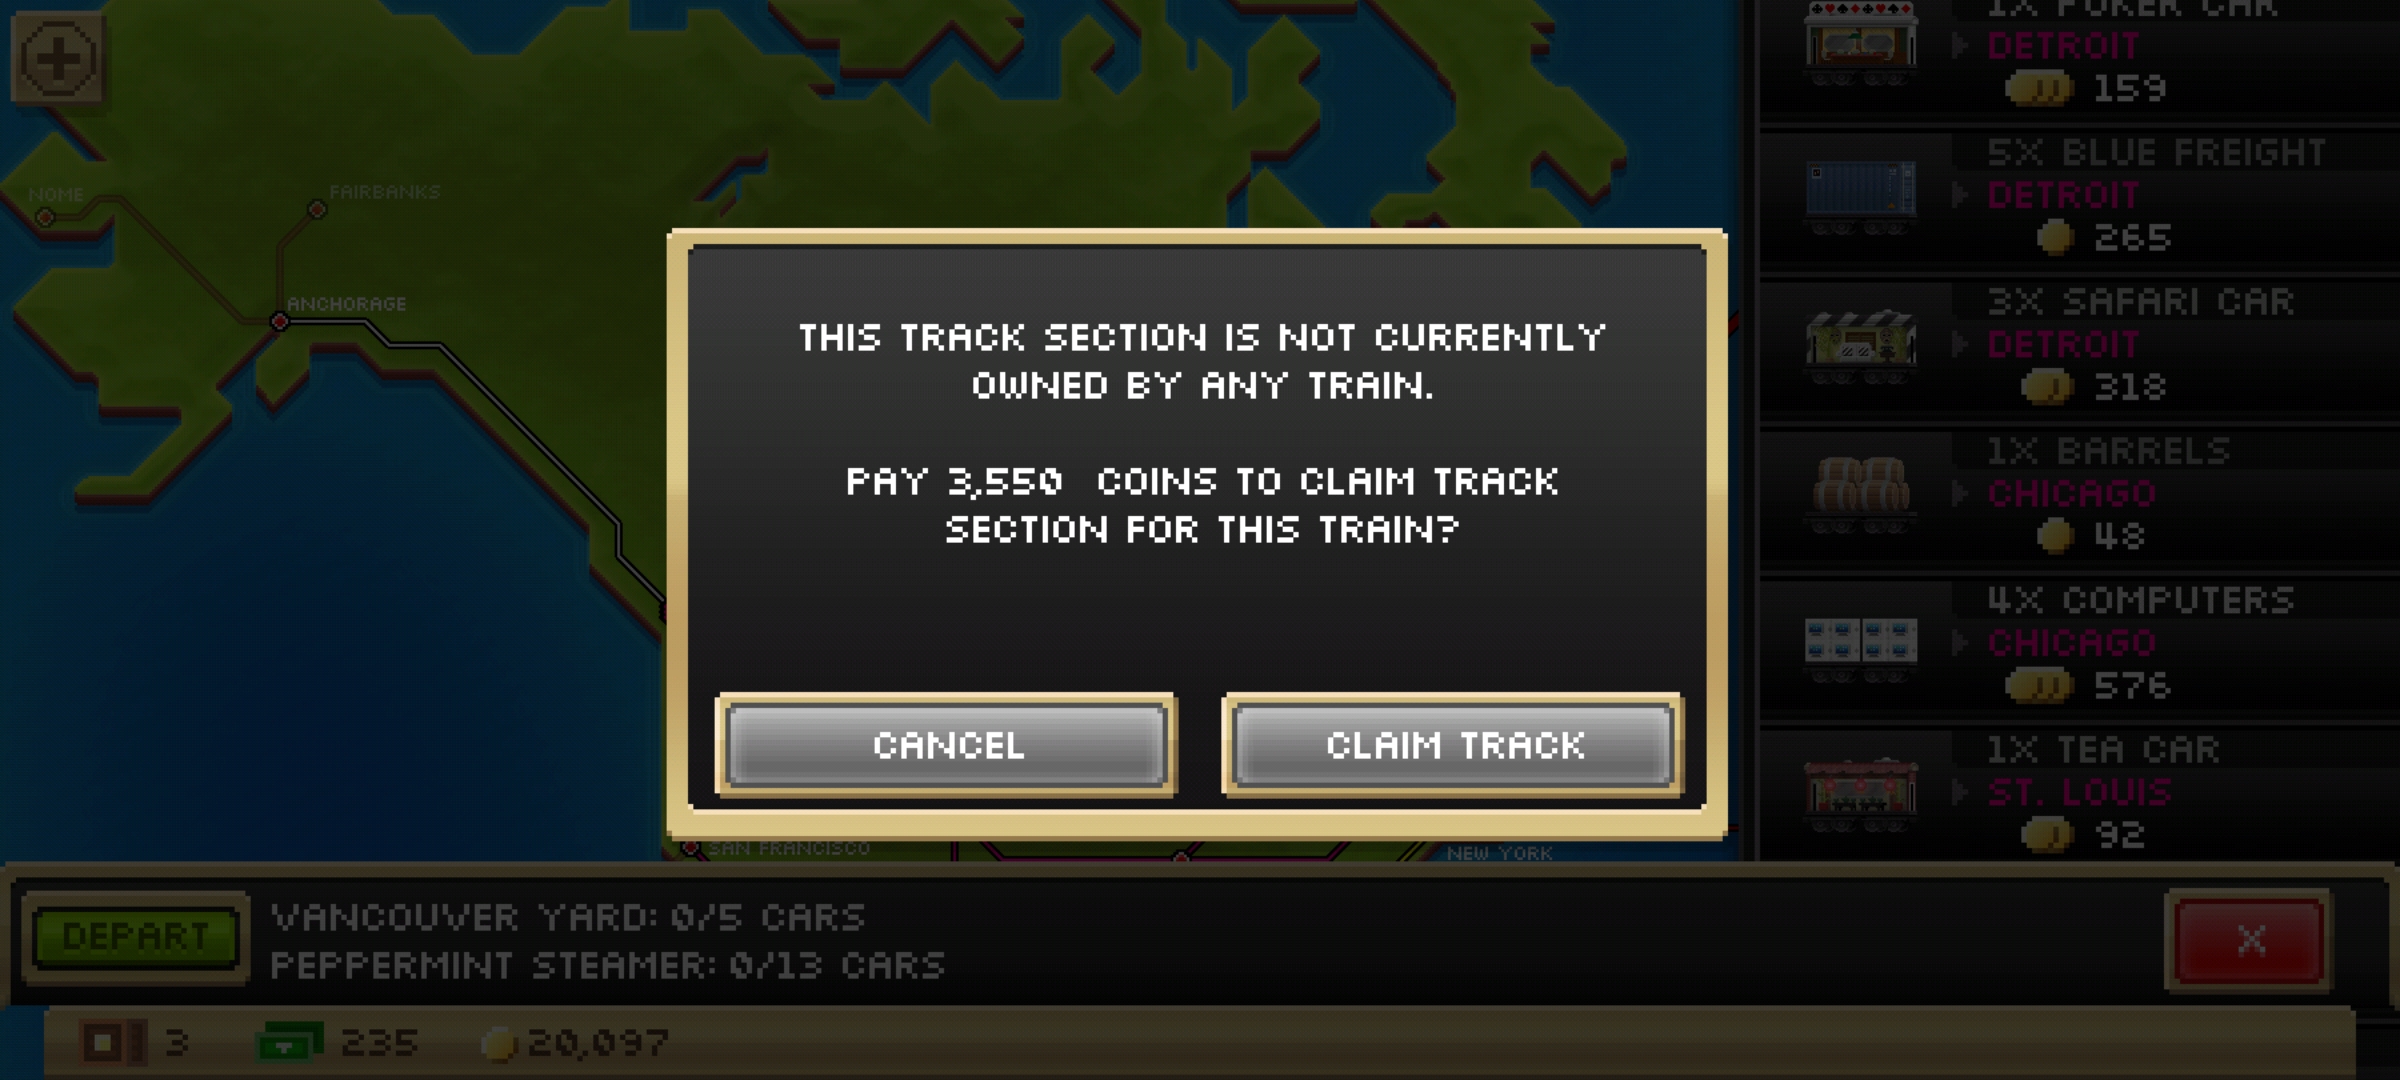 1X POKER CAR
DETROIT
159
NOME
FAIRBANKS
5X BLUE FREIGHT
DETROIT
265
ANCHORAGE
3X SAFARI CAR
DETROIT
318
THIS TRACK SECTION IS NOT CURRENTLY
OWNED BY ANY TRAIN.
PAY 3,550 COINS TO CLAIM TRACK
SECTION FOR THIS TRAIN?
1X BARRELS
CHICAGO
48
4X COMPUTERS
CHICAGO
576
CANCEL
CLAIM TRACK
1X TEA CAR
ST. LOUIS
92
SAN FRANCISCO
NEW YORK
DEPART
VANCOUVER YARD: 0/5 CARS
PEPPERMINT STEAMER: 0/13 CARS
X
3
235
20,097